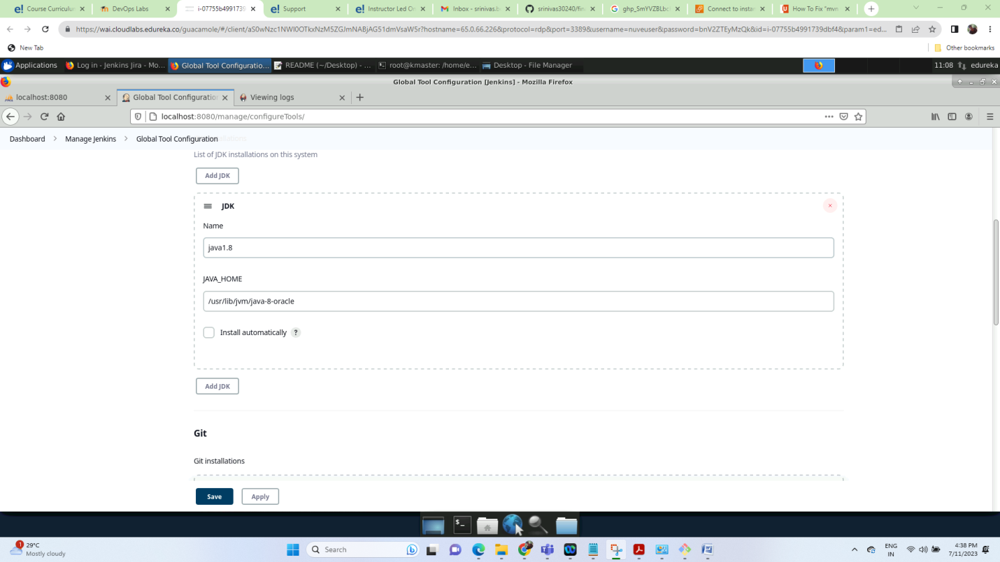 Course Curriculur
DevOps Labs
i-07755b4991739
Support
Instructor Led On
Inbox - srinivas.b
srinivas30240/fin
ghp_SmYVZBLbcl
Connect to instan
How To Fix "mvn
https://wai.cloudlabs.edureka.co/guacamole/#/client/aS0wNzc1NWI0OTkxNzM5ZGJmNABjAG51dmVsaW5r?hostname=65.0.66.226&protocol=rdp&port=3389&username=nuveuser&password=bnV2ZTEyMzQk&id=i-07755b4991739dbf4&param1=ed...
New Tab
Other bookmarks
Applications
Log in - Jenkins Jira - Mo...
Global Tool Configuratio...
README (~/Desktop) - ...
root@kmaster: /home/e...
Desktop - File Manager
11:08
edureka
Global Tool Configuration [Jenkins] - Mozilla Firefox
localhost:8080
Global Tool Configuratio
Viewing logs
localhost:8080/manage/configureTools/
Dashboard > Manage Jenkins > Global Tool Configuration
List of JDK installations on this system
Add JDK
JDK
Name
java1.8
JAVA_HOME
/usr/lib/jvm/java-8-oracle
Install automatically ?
Add JDK
Git
Git installations
Save
Apply
29°C
Mostly cloudy
Search
ENG
IN
4:38 PM
7/11/2023